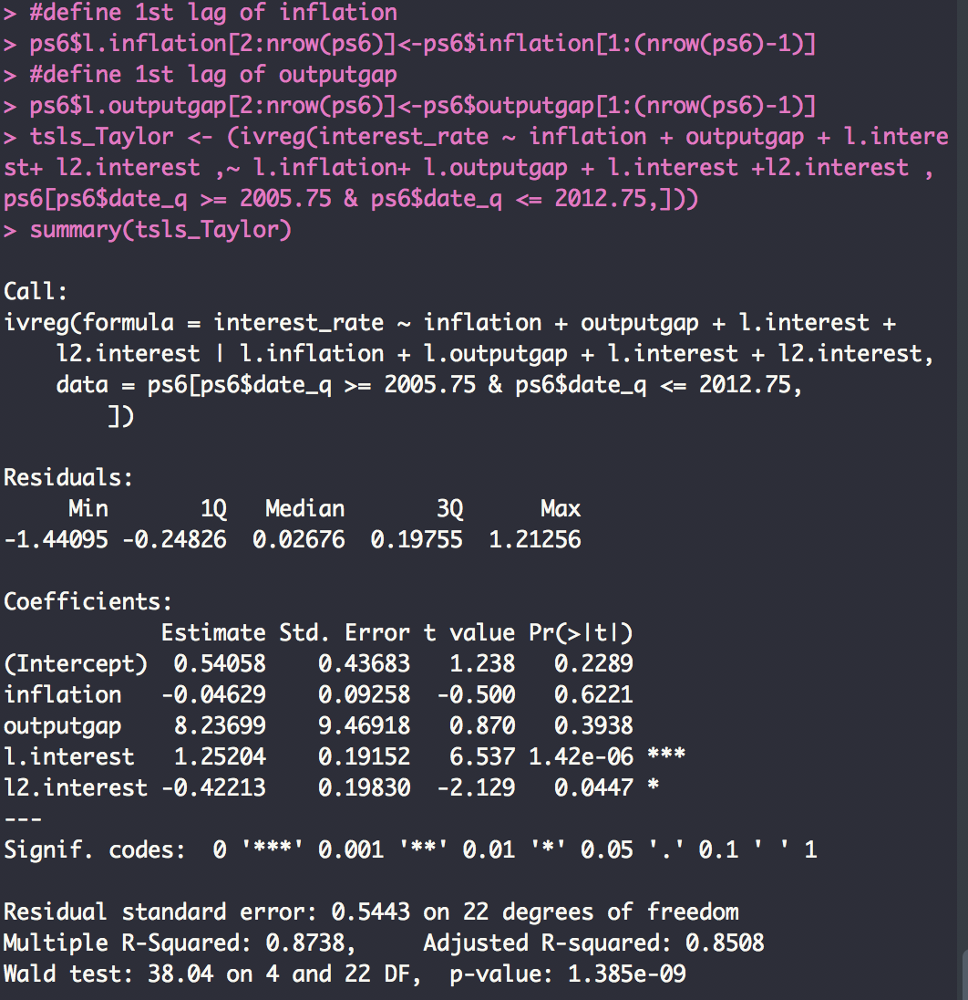 > #define 1st lag of inflation
> ps6$l.inflation[2:nrow(ps6)]<-ps6$inflation[1:(nrow(ps6)-1)]
> #define 1st lag of outputgap
> ps6$l.outputgap[2:nrow(ps6)]<-ps6$outputgap[1:(nrow(ps6)-1)]
> tsls_Taylor <- (ivreg(interest_rate ~ inflation + outputgap + l.intere
st+ l2.interest ,~ l.inflation+ l.outputgap + l.interest +l2.interest ,
ps6[ps6$date_q >= 2005.75 & ps6$date_q <= 2012.75,]))
> summary(tsls_Taylor)

Call:
ivreg(formula = interest_rate ~ inflation + outputgap + l.interest +
    l2.interest | l.inflation + l.outputgap + l.interest + l2.interest,
    data = ps6[ps6$date_q >= 2005.75 & ps6$date_q <= 2012.75,
        ])

Residuals:
     Min       1Q   Median       3Q      Max
-1.44095 -0.24826  0.02676  0.19755  1.21256

Coefficients:
            Estimate Std. Error t value Pr(>|t|)
(Intercept)  0.54058    0.43683   1.238   0.2289
inflation   -0.04629    0.09258  -0.500   0.6221
outputgap    8.23699    9.46918   0.870   0.3938
l.interest   1.25204    0.19152   6.537 1.42e-06 ***
l2.interest -0.42213    0.19830  -2.129   0.0447 *
---
Signif. codes:  0 '***' 0.001 '**' 0.01 '*' 0.05 '.' 0.1 ' ' 1

Residual standard error: 0.5443 on 22 degrees of freedom
Multiple R-Squared: 0.8738,     Adjusted R-squared: 0.8508
Wald test: 38.04 on 4 and 22 DF,  p-value: 1.385e-09